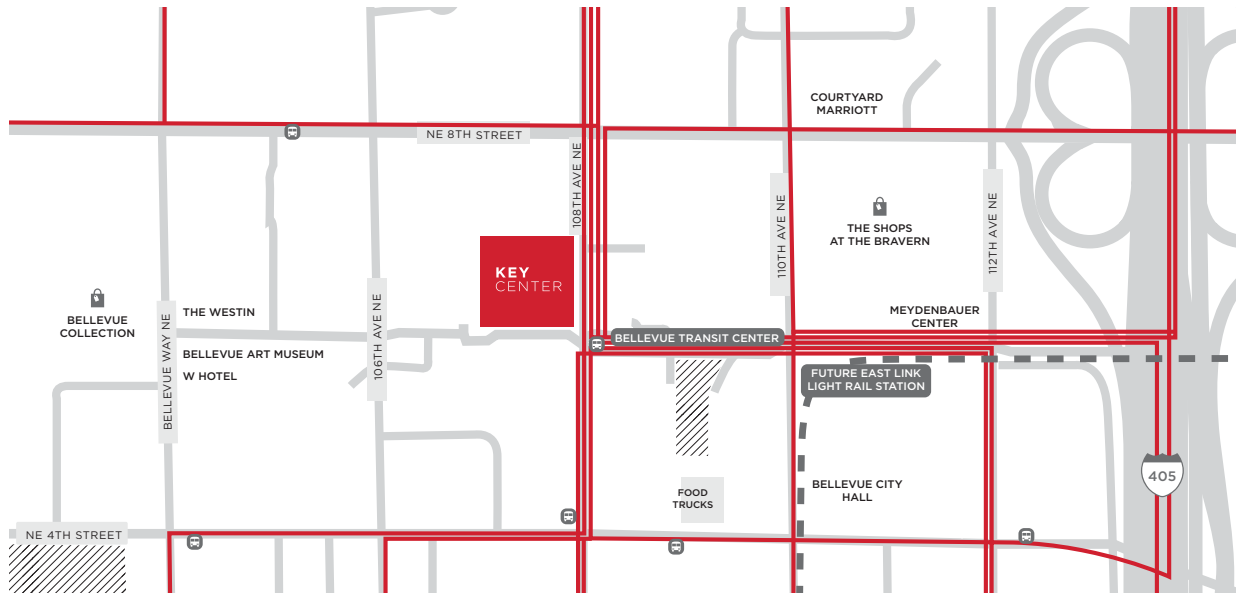 COURTYARD
MARRIOTT
NE 8TH STREET
108TH AVE NE
110TH AVE NE
112TH AVE NE
THE SHOPS
AT THE BRAVERN
KEY
CENTER
BELLEVUE
COLLECTION
BELLEVUE WAY NE
THE WESTIN
106TH AVE NE
MEYDENBAUER
CENTER
BELLEVUE TRANSIT CENTER
BELLEVUE ART MUSEUM
W HOTEL
FUTURE EAST LINK
LIGHT RAIL STATION
405
BELLEVUE CITY
HALL
FOOD
TRUCKS
NE 4TH STREET